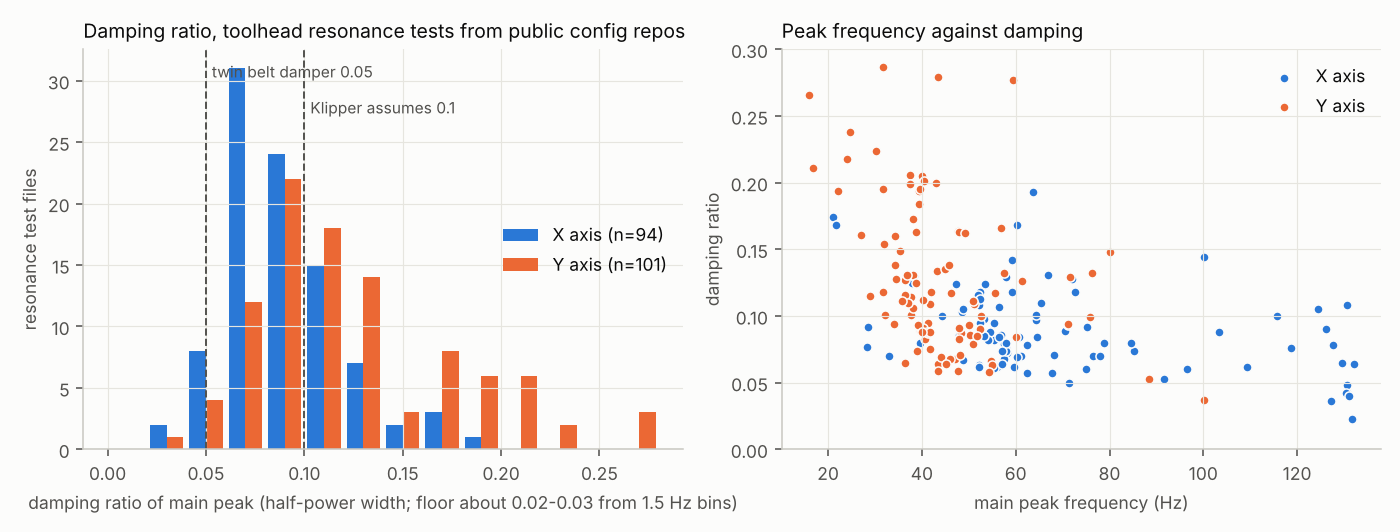 Damping ratio, toolhead resonance tests from public config repos
twin belt damper 0.05
Klipper assumes 0.1
X axis (n=94)
Y axis (n=101)
resonance test files
30
25
20
15
10
5
0
0.00 0.05 0.10 0.15 0.20 0.25
damping ratio of main peak (half-power width; floor about 0.02-0.03 from 1.5 Hz bins)
Peak frequency against damping
X axis
Y axis
damping ratio
0.30
0.25
0.20
0.15
0.10
0.05
0.00
20 40 60 80 100 120
main peak frequency (Hz)